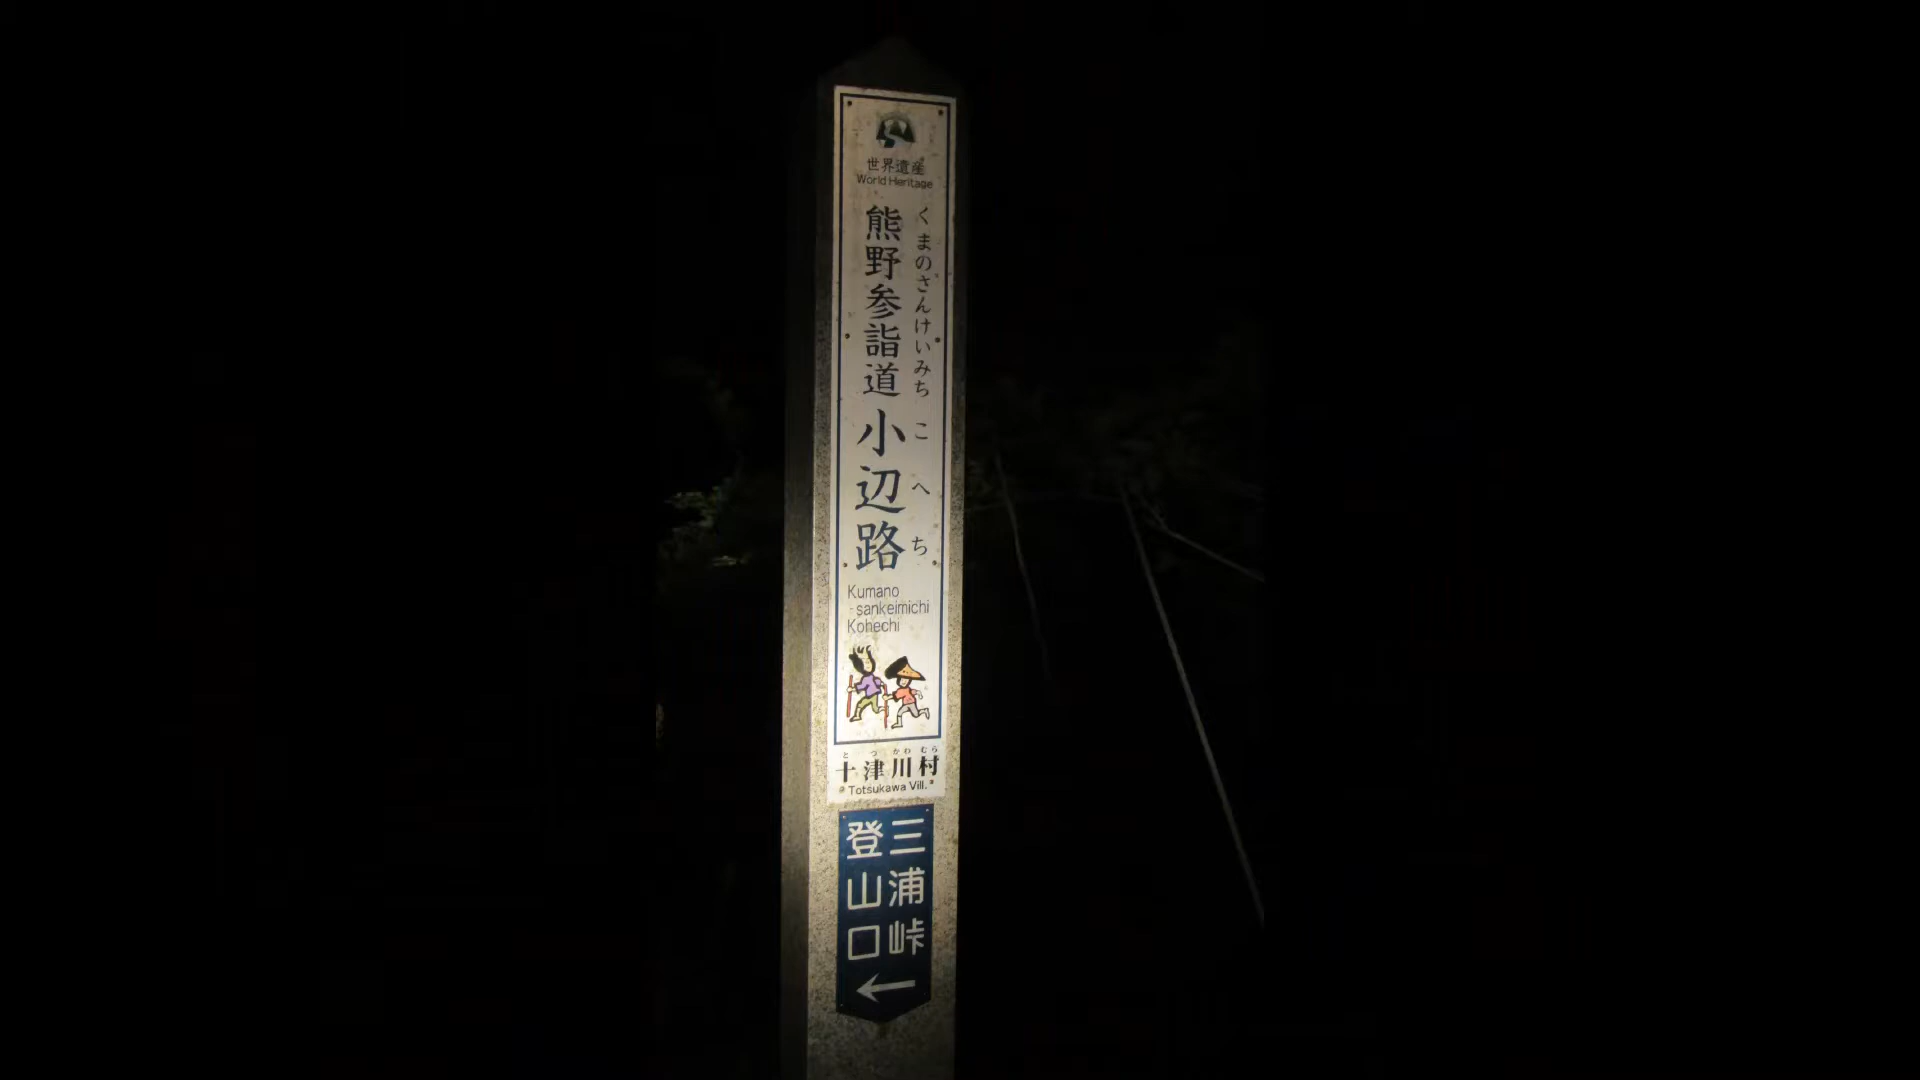 世界遺産
World Heritage
熊野参詣道 小辺路
くまのさんけいみち こへち
Kumano
-sankeimichi
Kohechi
と つ かわ むら
十津川村
Totsukawa Vill.
三浦峠
登山口
←